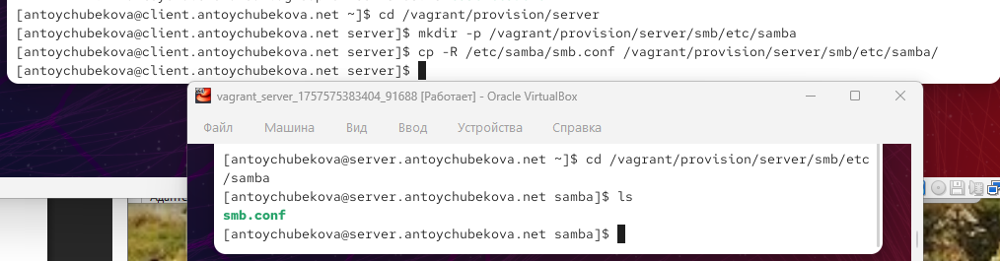 [antoychubekova@client.antoychubekova.net ~]$ cd /vagrant/provision/server
[antoychubekova@client.antoychubekova.net server]$ mkdir -p /vagrant/provision/server/smb/etc/samba
[antoychubekova@client.antoychubekova.net server]$ cp -R /etc/samba/smb.conf /vagrant/provision/server/smb/etc/samba/
[antoychubekova@client.antoychubekova.net server]$
vagrant_server_1757575383404_91688 [Работает] - Oracle VirtualBox
Файл Машина Вид Ввод Устройства Справка
[antoychubekova@server.antoychubekova.net ~]$ cd /vagrant/provision/server/smb/etc
/samba
[antoychubekova@server.antoychubekova.net samba]$ ls
smb.conf
[antoychubekova@server.antoychubekova.net samba]$